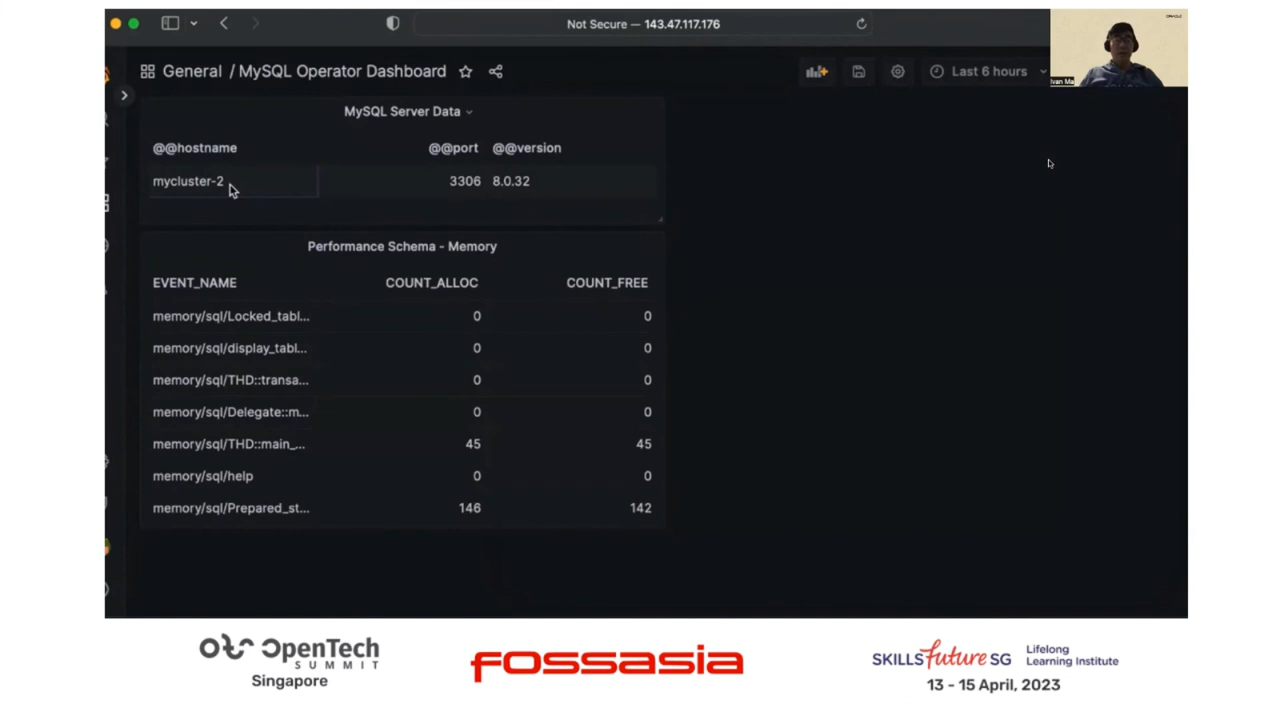 Not Secure — 143.47.117.176
ORACLE
General / MySQL Operator Dashboard
Last 6 hours
Ivan Ma
MySQL Server Data
@@hostname @@port @@version
mycluster-2 3306 8.0.32
Performance Schema - Memory
EVENT_NAME COUNT_ALLOC COUNT_FREE
memory/sql/Locked_tabl... 0 0
memory/sql/display_tabl... 0 0
memory/sql/THD::transa... 0 0
memory/sql/Delegate::m... 0 0
memory/sql/THD::main_... 45 45
memory/sql/help 0 0
memory/sql/Prepared_st... 146 142
OpenTech
SUMMIT
Singapore
fossasia
SKILLSfuture SG
Lifelong
Learning Institute
13 - 15 April, 2023